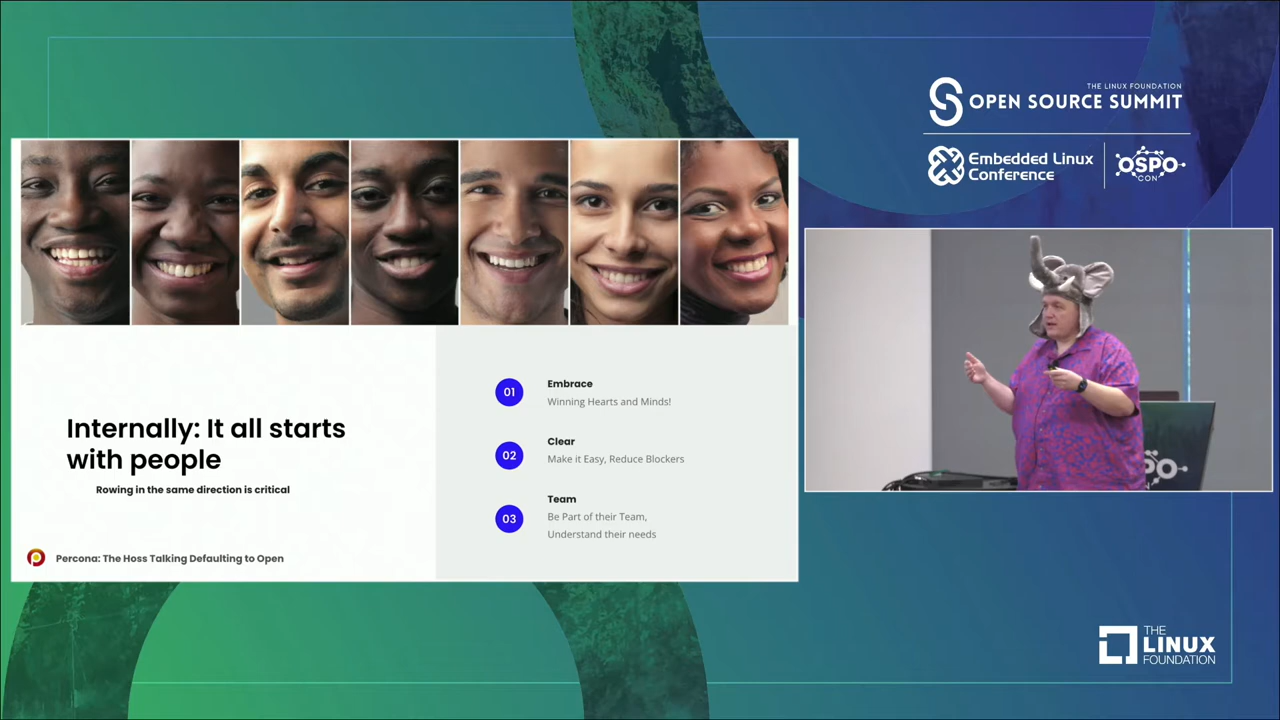 THE LINUX FOUNDATION
OPEN SOURCE SUMMIT
Embedded Linux
Conference
OSPO
CON
Internally: It all starts
with people
Rowing in the same direction is critical
01
Embrace
Winning Hearts and Minds!
02
Clear
Make it Easy, Reduce Blockers
03
Team
Be Part of their Team,
Understand their needs
Percona: The Hoss Talking Defaulting to Open
PO
THE
LINUX
FOUNDATION